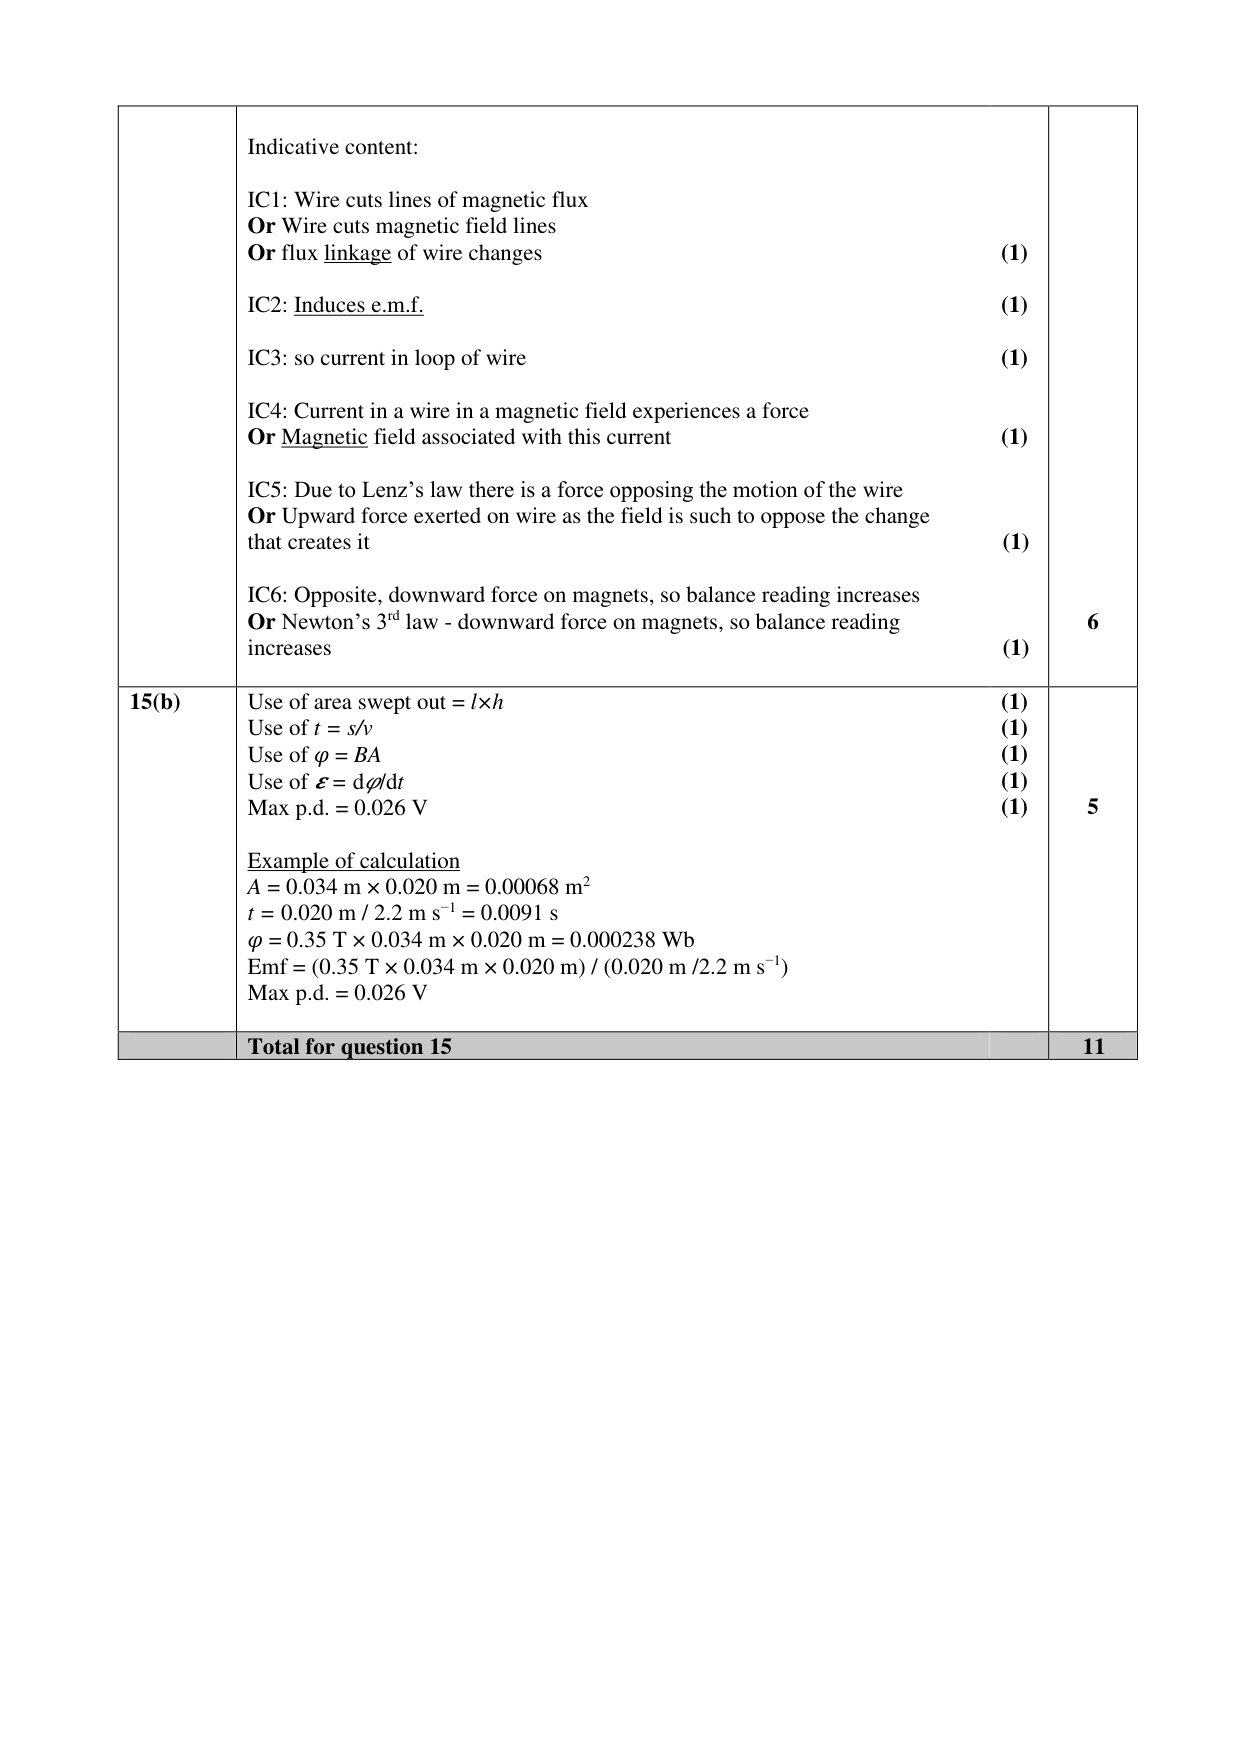 Indicative content:
IC1: Wire cuts lines of magnetic flux
Or Wire cuts magnetic field lines
Or flux linkage of wire changes (1)
IC2: Induces e.m.f. (1)
IC3: so current in loop of wire (1)
IC4: Current in a wire in a magnetic field experiences a force
Or Magnetic field associated with this current (1)
IC5: Due to Lenz’s law there is a force opposing the motion of the wire
Or Upward force exerted on wire as the field is such to oppose the change
that creates it (1)
IC6: Opposite, downward force on magnets, so balance reading increases
Or Newton’s 3rd law - downward force on magnets, so balance reading 6
increases (1)
15(b) Use of area swept out = l×h (1)
Use of t = s/v (1)
Use of φ = BA (1)
Use of ε = dφ/dt (1)
Max p.d. = 0.026 V (1) 5
Example of calculation
A = 0.034 m × 0.020 m = 0.00068 m²
t = 0.020 m / 2.2 m s⁻¹ = 0.0091 s
φ = 0.35 T × 0.034 m × 0.020 m = 0.000238 Wb
Emf = (0.35 T × 0.034 m × 0.020 m) / (0.020 m /2.2 m s⁻¹)
Max p.d. = 0.026 V
Total for question 15 11